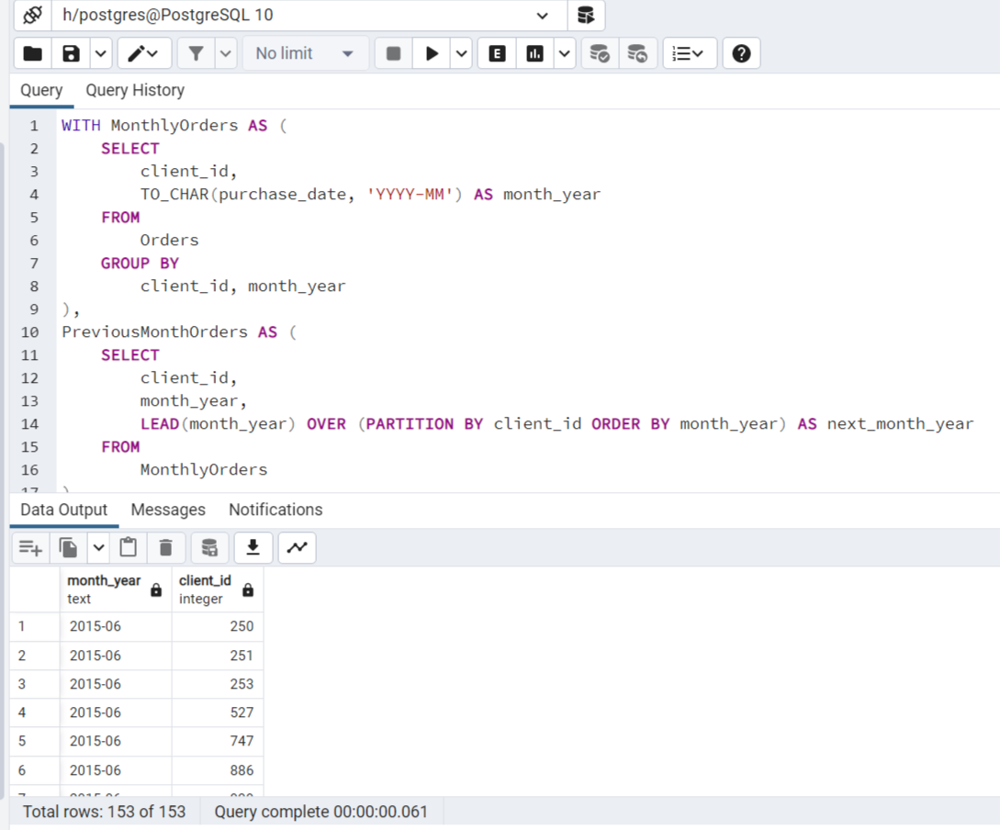 h/postgres@PostgreSQL 10
No limit
E
Query Query History
1 WITH MonthlyOrders AS (
2 SELECT
3 client_id,
4 TO_CHAR(purchase_date, 'YYYY-MM') AS month_year
5 FROM
6 Orders
7 GROUP BY
8 client_id, month_year
9 ),
10 PreviousMonthOrders AS (
11 SELECT
12 client_id,
13 month_year,
14 LEAD(month_year) OVER (PARTITION BY client_id ORDER BY month_year) AS next_month_year
15 FROM
16 MonthlyOrders
17 )
Data Output Messages Notifications
month_year client_id
text integer
1 2015-06 250
2 2015-06 251
3 2015-06 253
4 2015-06 527
5 2015-06 747
6 2015-06 886
7 2015-06
Total rows: 153 of 153 Query complete 00:00:00.061